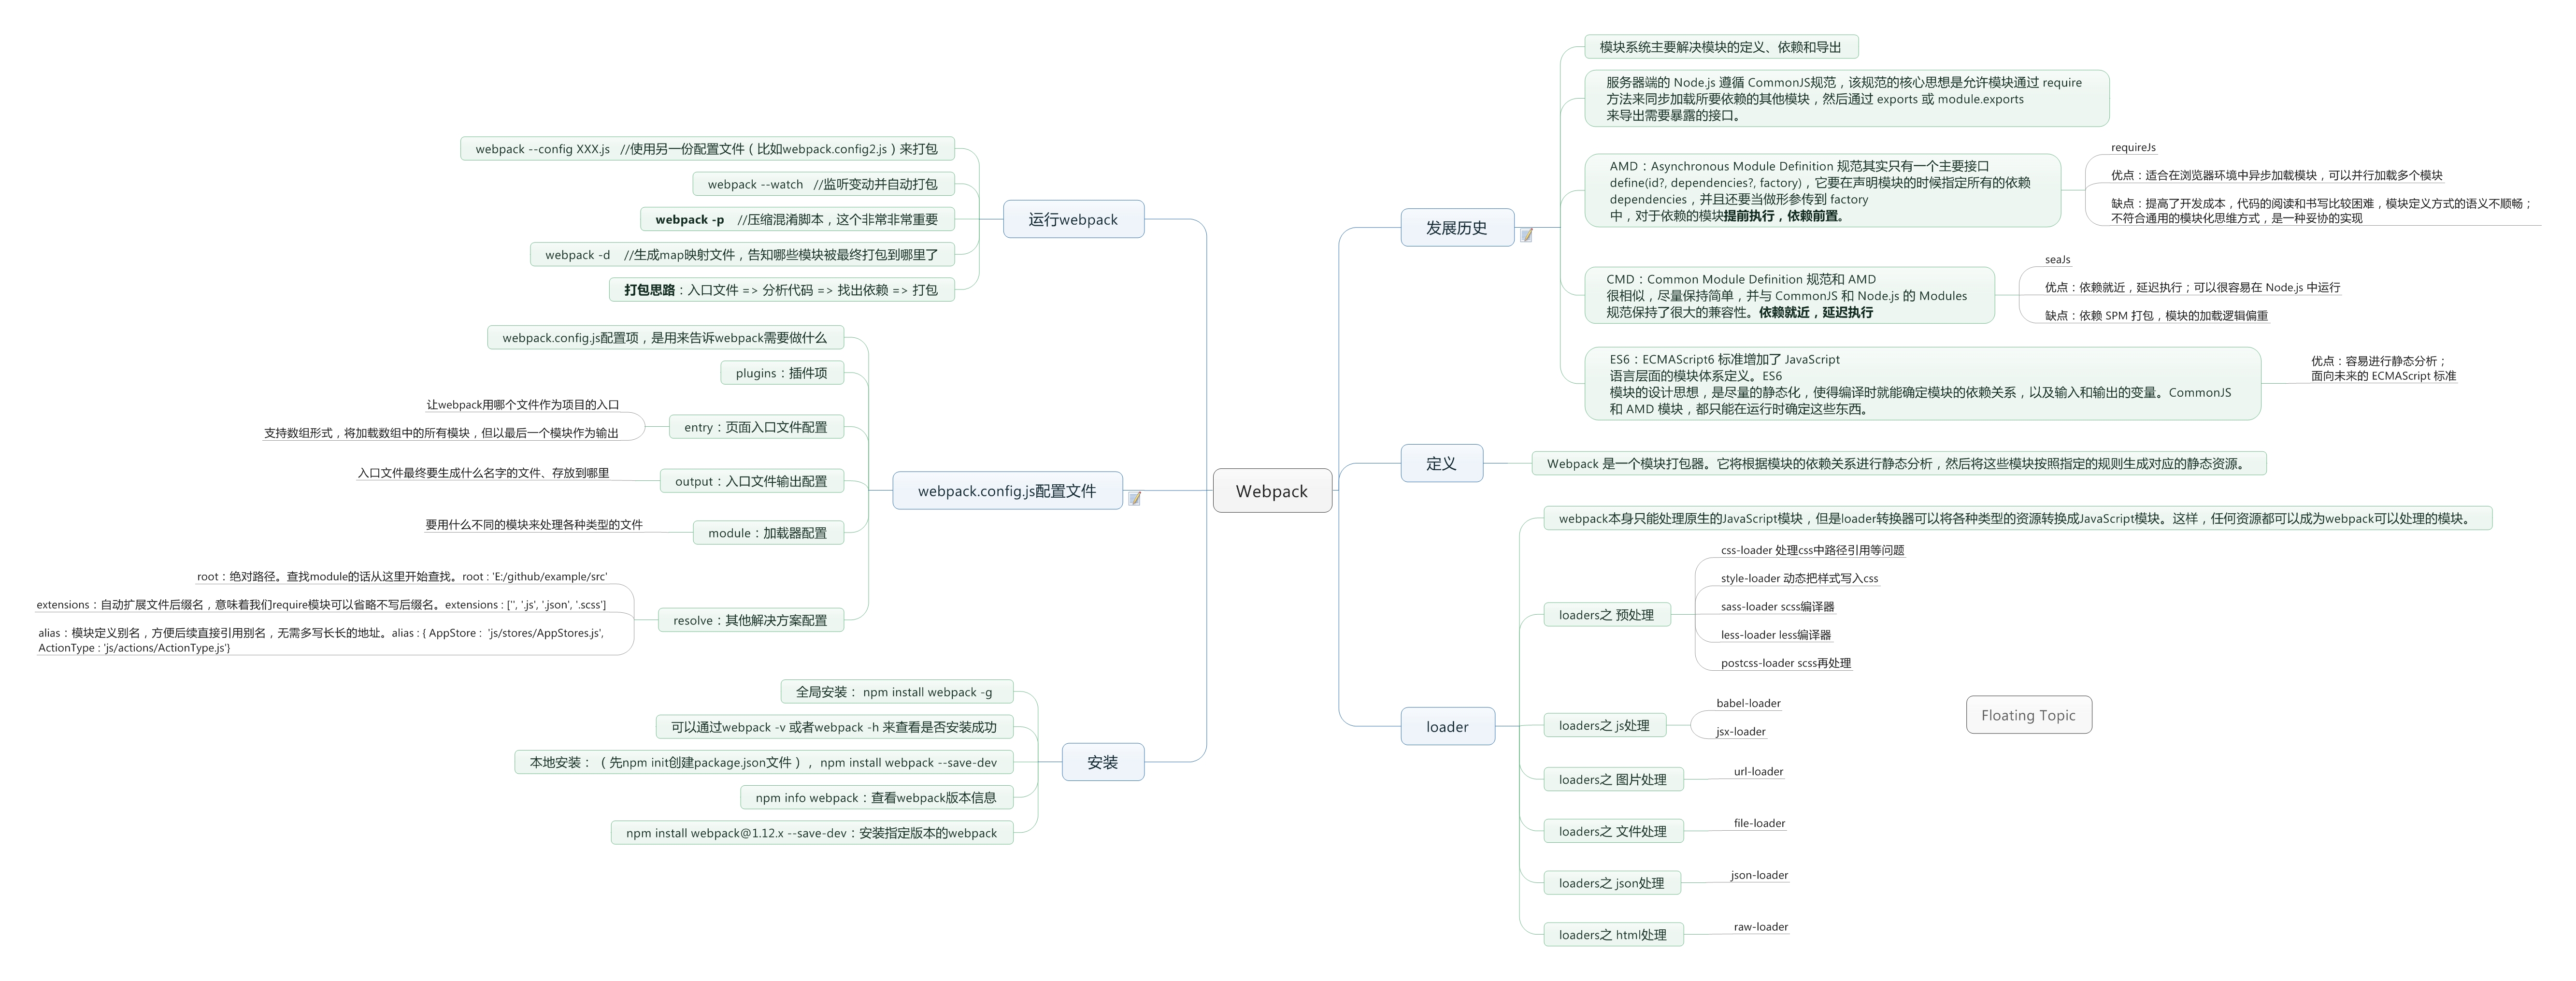 Webpack
发展历史
模块系统主要解决模块的定义、依赖和导出
服务器端的 Node.js 遵循 CommonJS规范，该规范的核心思想是允许模块通过 require
方法来同步加载所要依赖的其他模块，然后通过 exports 或 module.exports
来导出需要暴露的接口。
AMD：Asynchronous Module Definition 规范其实只有一个主要接口
define(id?, dependencies?, factory)，它要在声明模块的时候指定所有的依赖
dependencies，并且还要当做形参传到 factory
中，对于依赖的模块提前执行，依赖前置。
requireJs
优点：适合在浏览器环境中异步加载模块，可以并行加载多个模块
缺点：提高了开发成本，代码的阅读和书写比较困难，模块定义方式的语义不顺畅；
不符合通用的模块化思维方式，是一种妥协的实现
CMD：Common Module Definition 规范和 AMD
很相似，尽量保持简单，并与 CommonJS 和 Node.js 的 Modules
规范保持了很大的兼容性。依赖就近，延迟执行
seaJs
优点：依赖就近，延迟执行；可以很容易在 Node.js 中运行
缺点：依赖 SPM 打包，模块的加载逻辑偏重
ES6：ECMAScript6 标准增加了 JavaScript
语言层面的模块体系定义。ES6
模块的设计思想，是尽量的静态化，使得编译时就能确定模块的依赖关系，以及输入和输出的变量。CommonJS
和 AMD 模块，都只能在运行时确定这些东西。
优点：容易进行静态分析；
面向未来的 ECMAScript 标准
定义
Webpack 是一个模块打包器。它将根据模块的依赖关系进行静态分析，然后将这些模块按照指定的规则生成对应的静态资源。
loader
webpack本身只能处理原生的JavaScript模块，但是loader转换器可以将各种类型的资源转换成JavaScript模块。这样，任何资源都可以成为webpack可以处理的模块。
loaders之 预处理
css-loader 处理css中路径引用等问题
style-loader 动态把样式写入css
sass-loader scss编译器
less-loader less编译器
postcss-loader scss再处理
loaders之 js处理
babel-loader
jsx-loader
loaders之 图片处理
url-loader
loaders之 文件处理
file-loader
loaders之 json处理
json-loader
loaders之 html处理
raw-loader
Floating Topic
运行webpack
webpack --config XXX.js   //使用另一份配置文件（比如webpack.config2.js）来打包
webpack --watch   //监听变动并自动打包
webpack -p    //压缩混淆脚本，这个非常非常重要
webpack -d    //生成map映射文件，告知哪些模块被最终打包到哪里了
打包思路：入口文件 => 分析代码 => 找出依赖 => 打包
webpack.config.js配置文件
webpack.config.js配置项，是用来告诉webpack需要做什么
plugins：插件项
entry：页面入口文件配置
让webpack用哪个文件作为项目的入口
支持数组形式，将加载数组中的所有模块，但以最后一个模块作为输出
output：入口文件输出配置
入口文件最终要生成什么名字的文件、存放到哪里
module：加载器配置
要用什么不同的模块来处理各种类型的文件
resolve：其他解决方案配置
root：绝对路径。查找module的话从这里开始查找。root : 'E:/github/example/src'
extensions：自动扩展文件后缀名，意味着我们require模块可以省略不写后缀名。extensions : ['', '.js', '.json', '.scss']
alias：模块定义别名，方便后续直接引用别名，无需多写长长的地址。alias : { AppStore :  'js/stores/AppStores.js',
ActionType : 'js/actions/ActionType.js'}
安装
全局安装： npm install webpack -g
可以通过webpack -v 或者webpack -h 来查看是否安装成功
本地安装：（先npm init创建package.json文件）， npm install webpack --save-dev
npm info webpack：查看webpack版本信息
npm install webpack@1.12.x --save-dev：安装指定版本的webpack